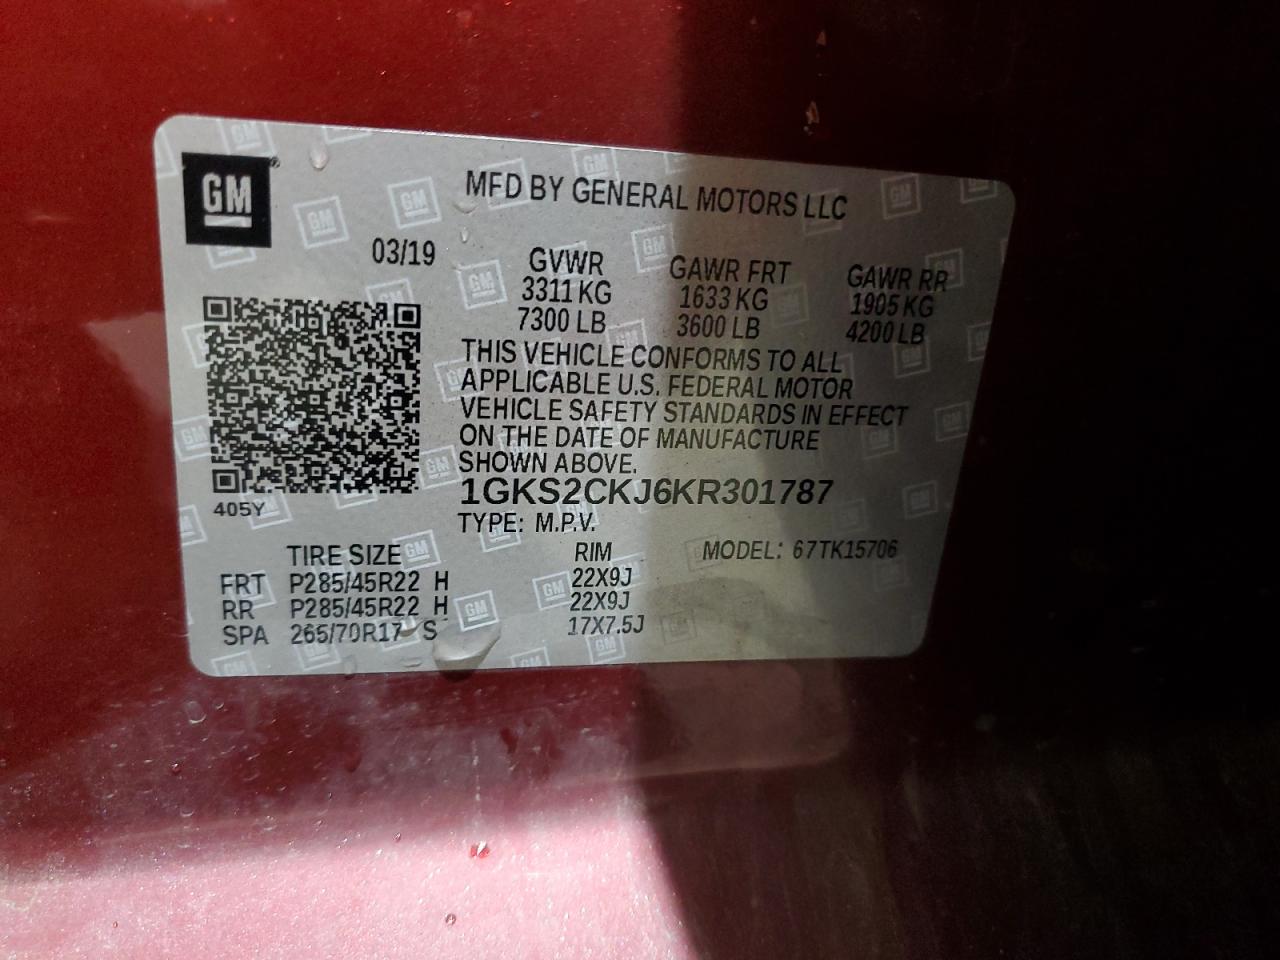 GM
MFD BY GENERAL MOTORS LLC
03/19
GVWR GAWR FRT GAWR RR
3311 KG 1633 KG 1905 KG
7300 LB 3600 LB 4200 LB
THIS VEHICLE CONFORMS TO ALL
APPLICABLE U.S. FEDERAL MOTOR
VEHICLE SAFETY STANDARDS IN EFFECT
ON THE DATE OF MANUFACTURE
SHOWN ABOVE.
1GKS2CKJ6KR301787
405Y
TYPE: M.P.V.
TIRE SIZE RIM MODEL: 67TK15706
FRT P285/45R22 H 22X9J
RR P285/45R22 H 22X9J
SPA 265/70R17 S 17X7.5J